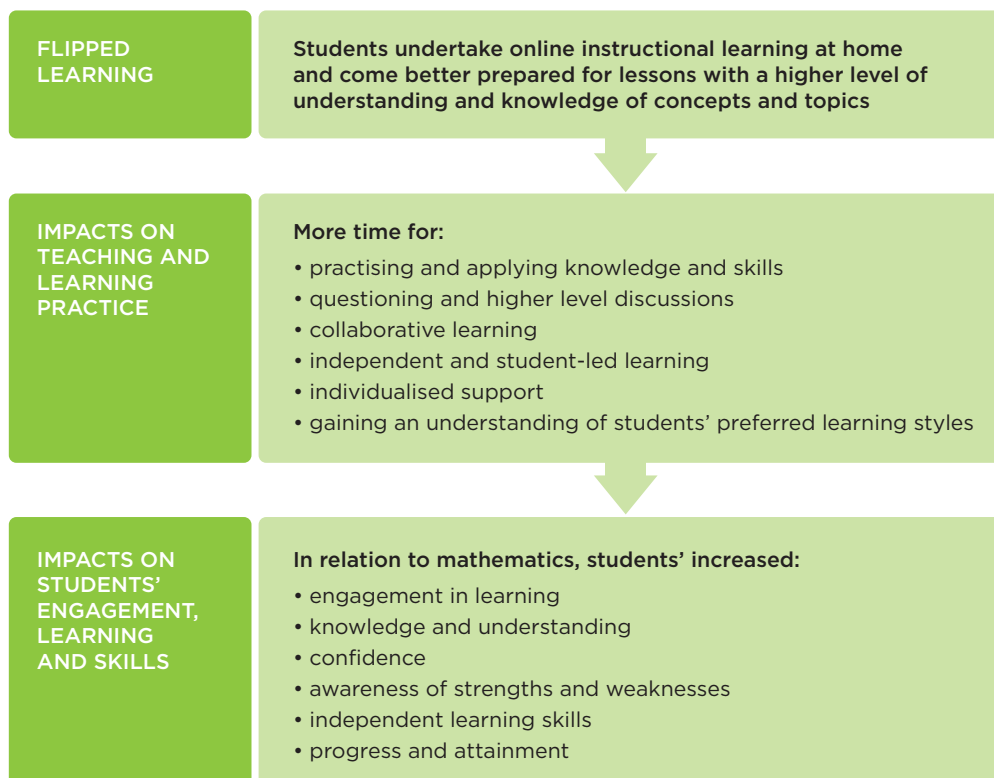 FLIPPED
LEARNING
Students undertake online instructional learning at home
and come better prepared for lessons with a higher level of
understanding and knowledge of concepts and topics
IMPACTS ON
TEACHING AND
LEARNING
PRACTICE
More time for:
• practising and applying knowledge and skills
• questioning and higher level discussions
• collaborative learning
• independent and student-led learning
• individualised support
• gaining an understanding of students’ preferred learning styles
IMPACTS ON
STUDENTS’
ENGAGEMENT,
LEARNING
AND SKILLS
In relation to mathematics, students’ increased:
• engagement in learning
• knowledge and understanding
• confidence
• awareness of strengths and weaknesses
• independent learning skills
• progress and attainment